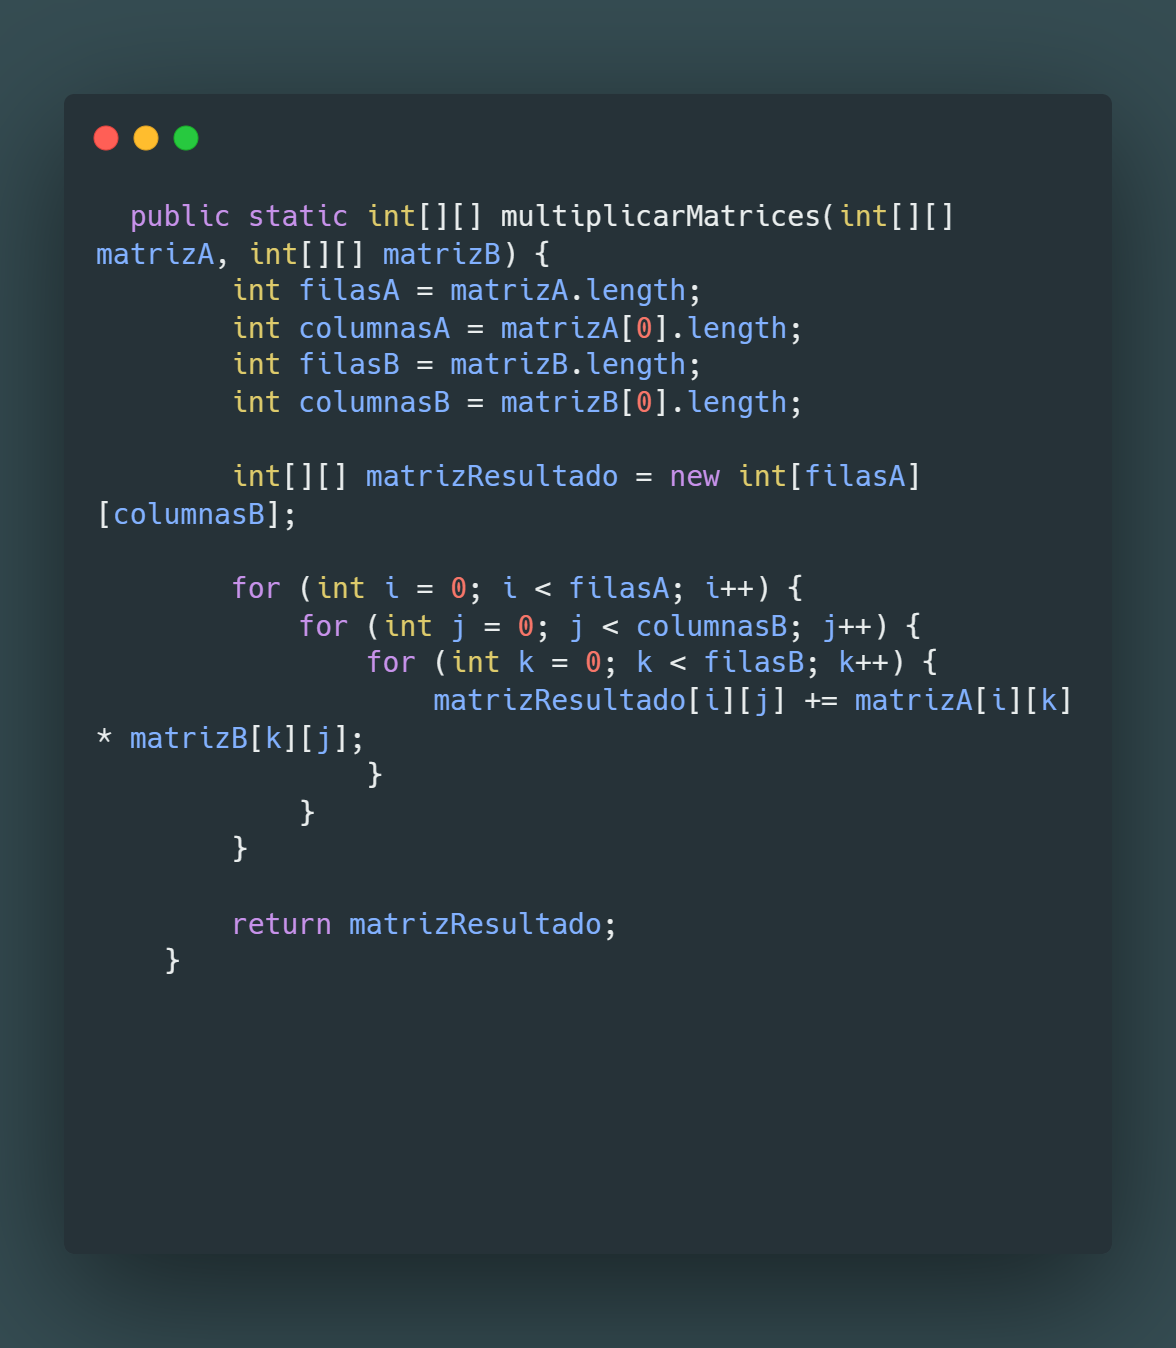 public static int[][] multiplicarMatrices(int[][]
matrizA, int[][] matrizB) {
int filasA = matrizA.length;
int columnasA = matrizA[0].length;
int filasB = matrizB.length;
int columnasB = matrizB[0].length;
int[][] matrizResultado = new int[filasA]
[columnasB];
for (int i = 0; i < filasA; i++) {
for (int j = 0; j < columnasB; j++) {
for (int k = 0; k < filasB; k++) {
matrizResultado[i][j] += matrizA[i][k]
* matrizB[k][j];
}
}
}
return matrizResultado;
}